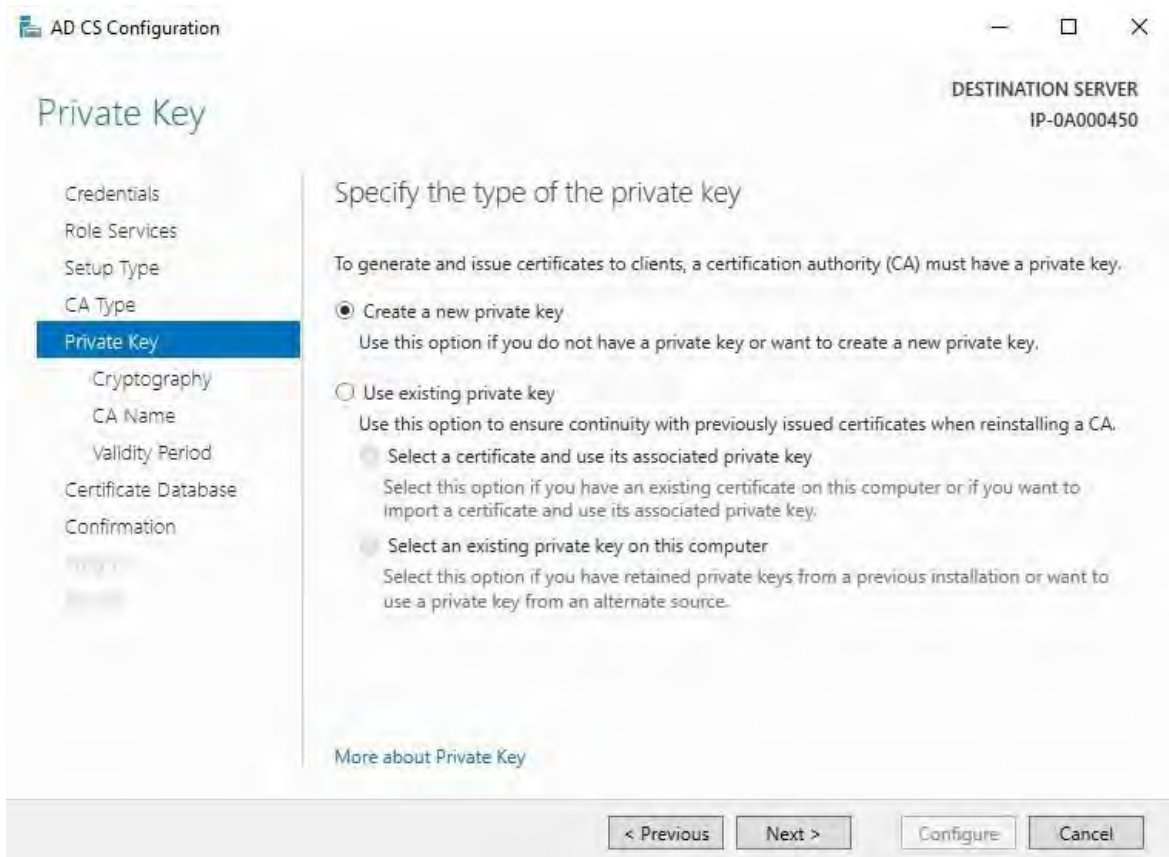 AD CS Configuration
DESTINATION SERVER
IP-0A000450
Private Key
Credentials
Role Services
Setup Type
CA Type
Private Key
Cryptography
CA Name
Validity Period
Certificate Database
Confirmation
Specify the type of the private key
To generate and issue certificates to clients, a certification authority (CA) must have a private key.
Create a new private key
Use this option if you do not have a private key or want to create a new private key.
Use existing private key
Use this option to ensure continuity with previously issued certificates when reinstalling a CA.
Select a certificate and use its associated private key
Select this option if you have an existing certificate on this computer or if you want to
import a certificate and use its associated private key.
Select an existing private key on this computer
Select this option if you have retained private keys from a previous installation or want to
use a private key from an alternate source.
More about Private Key
< Previous
Next >
Configure
Cancel